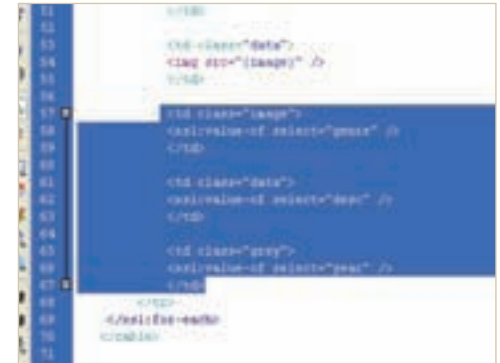 51 </td>
52
53 <td class="data">
54 <img src="{image}" />
55 </td>
56
57 <td class="image">
58 <xsl:value-of select="genre" />
59 </td>
60
61 <td class="data">
62 <xsl:value-of select="desc" />
63 </td>
64
65 <td class="grey">
66 <xsl:value-of select="year" />
67 </td>
68 </tr>
69 </xsl:for-each>
70 </table>
71